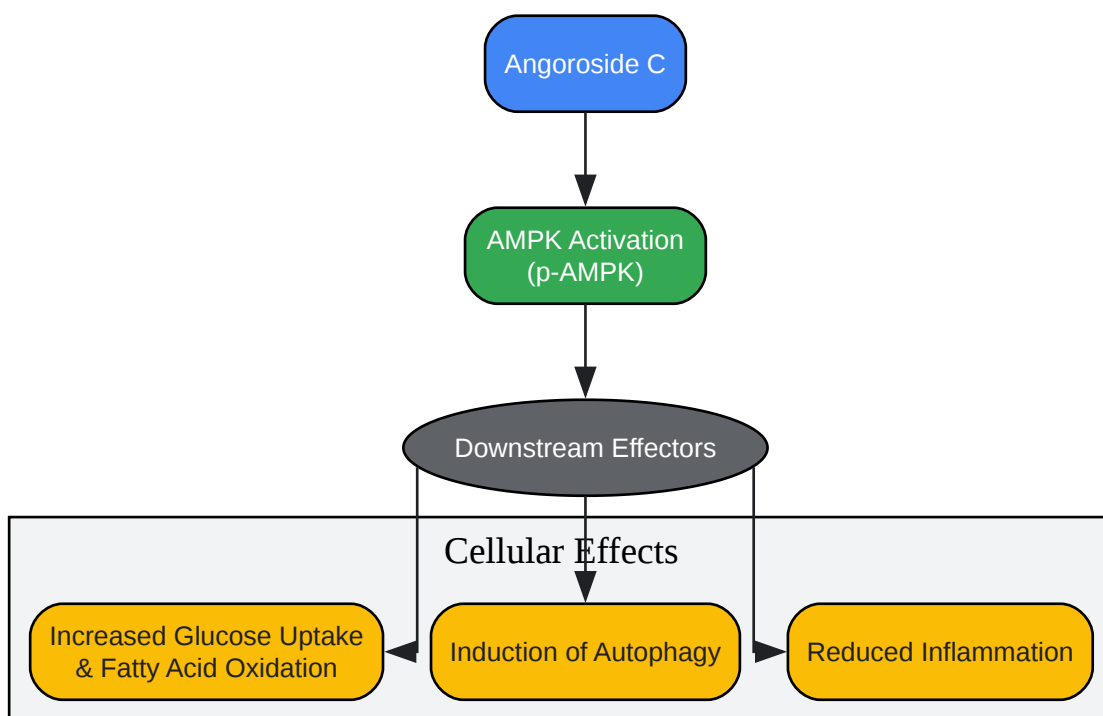 Angoroside C
AMPK Activation
(p-AMPK)
Downstream Effectors
Cellular Effects
Increased Glucose Uptake
& Fatty Acid Oxidation
Induction of Autophagy
Reduced Inflammation